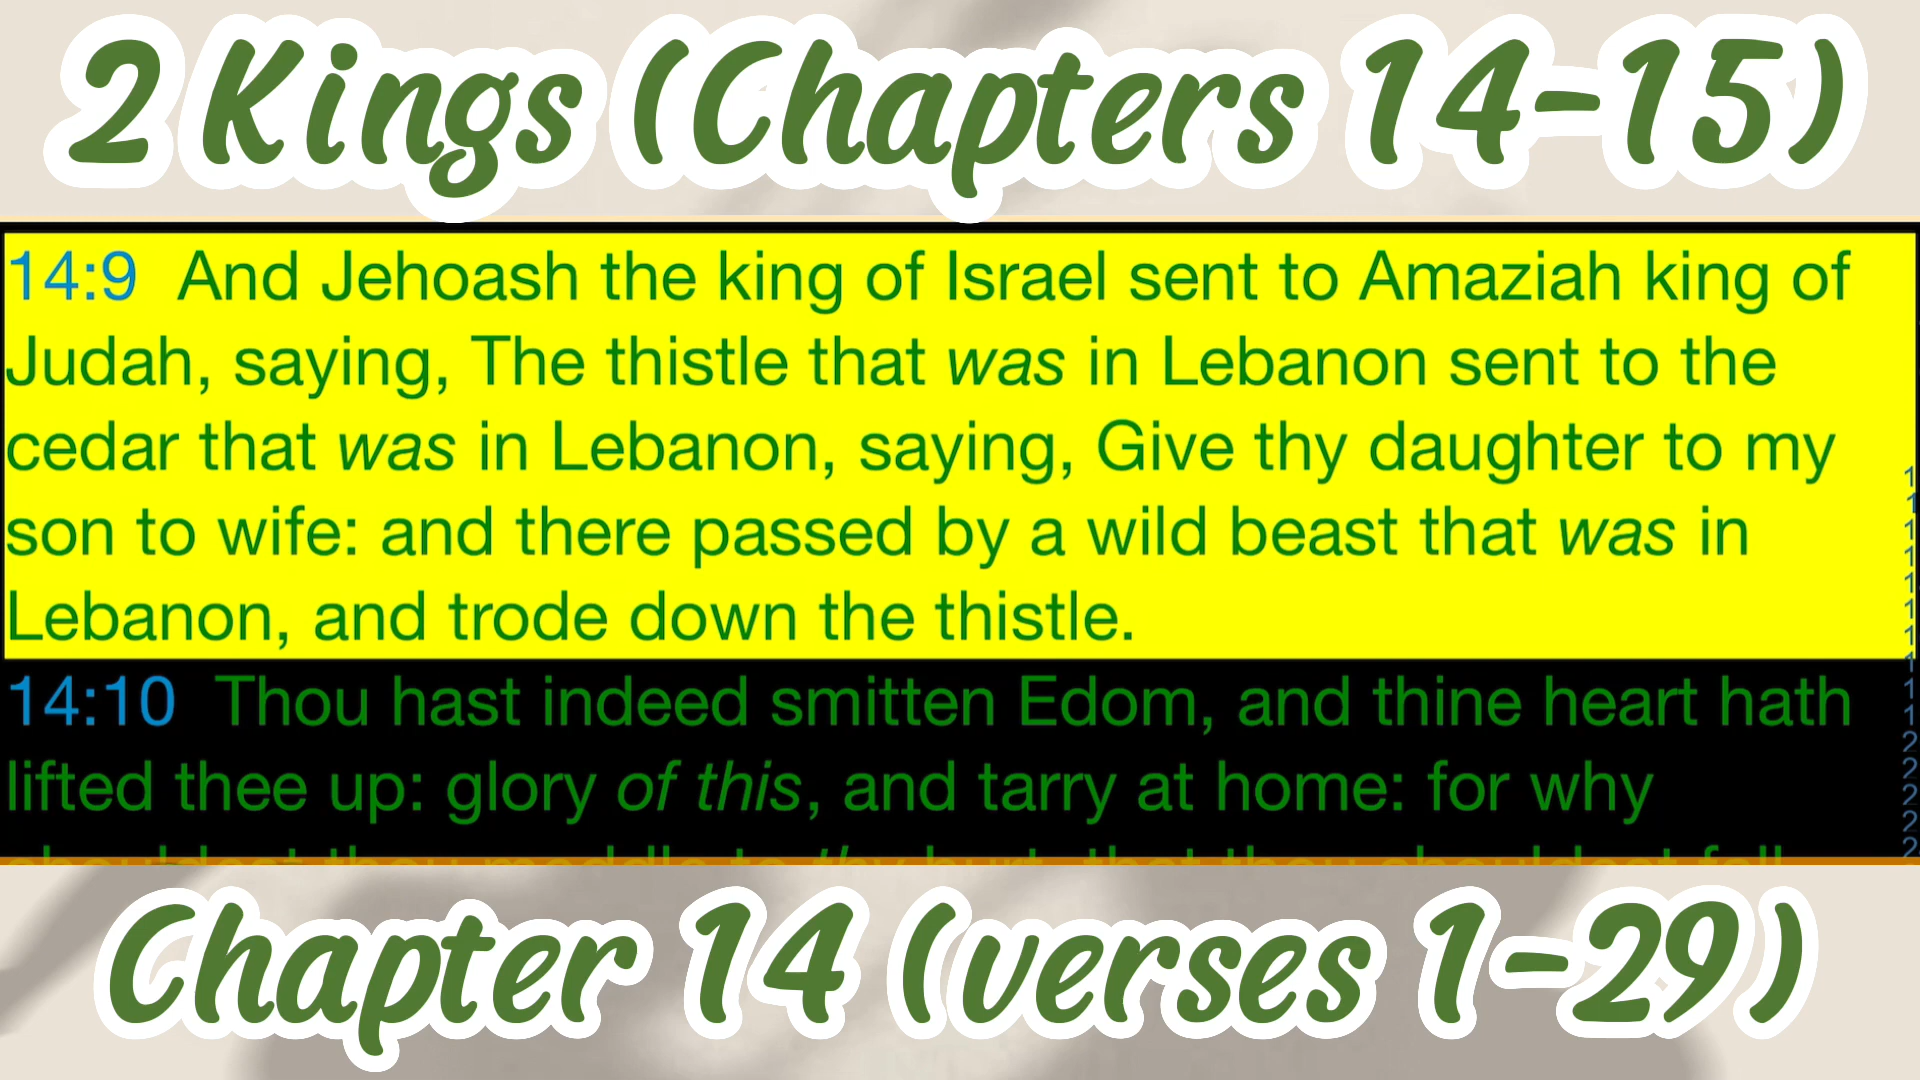 2 Kings (Chapters 14-15)
14:9 And Jehoash the king of Israel sent to Amaziah king of
Judah, saying, The thistle that was in Lebanon sent to the
cedar that was in Lebanon, saying, Give thy daughter to my
son to wife: and there passed by a wild beast that was in
Lebanon, and trode down the thistle.
14:10 Thou hast indeed smitten Edom, and thine heart hath
lifted thee up: glory of this, and tarry at home: for why
Chapter 14 (verses 1-29)